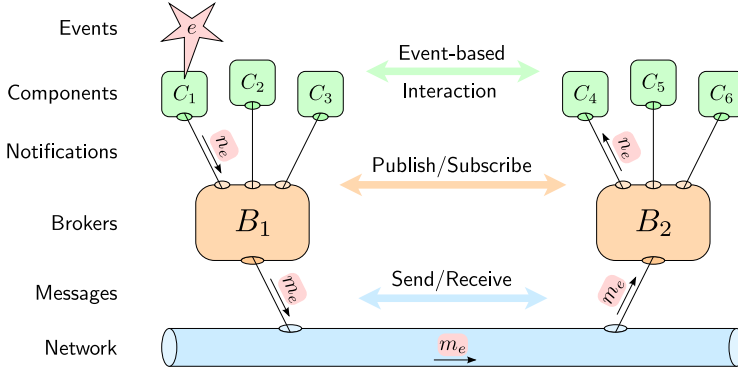 Events
e
Event-based
Interaction
Components
C1
C2
C3
C4
C5
C6
Notifications
ne
ne
Publish/Subscribe
Brokers
B1
B2
Messages
me
Send/Receive
me
Network
me